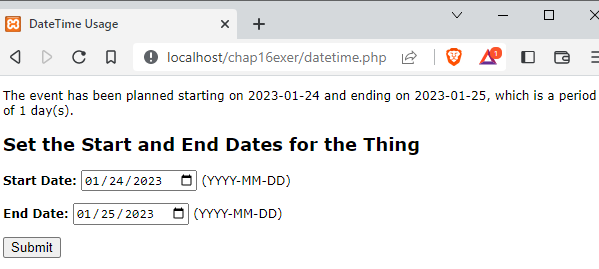 DateTime Usage
localhost/chap16exer/datetime.php
1
The event has been planned starting on 2023-01-24 and ending on 2023-01-25, which is a period
of 1 day(s).
Set the Start and End Dates for the Thing
Start Date: 01/24/2023 (YYYY-MM-DD)
End Date: 01/25/2023 (YYYY-MM-DD)
Submit